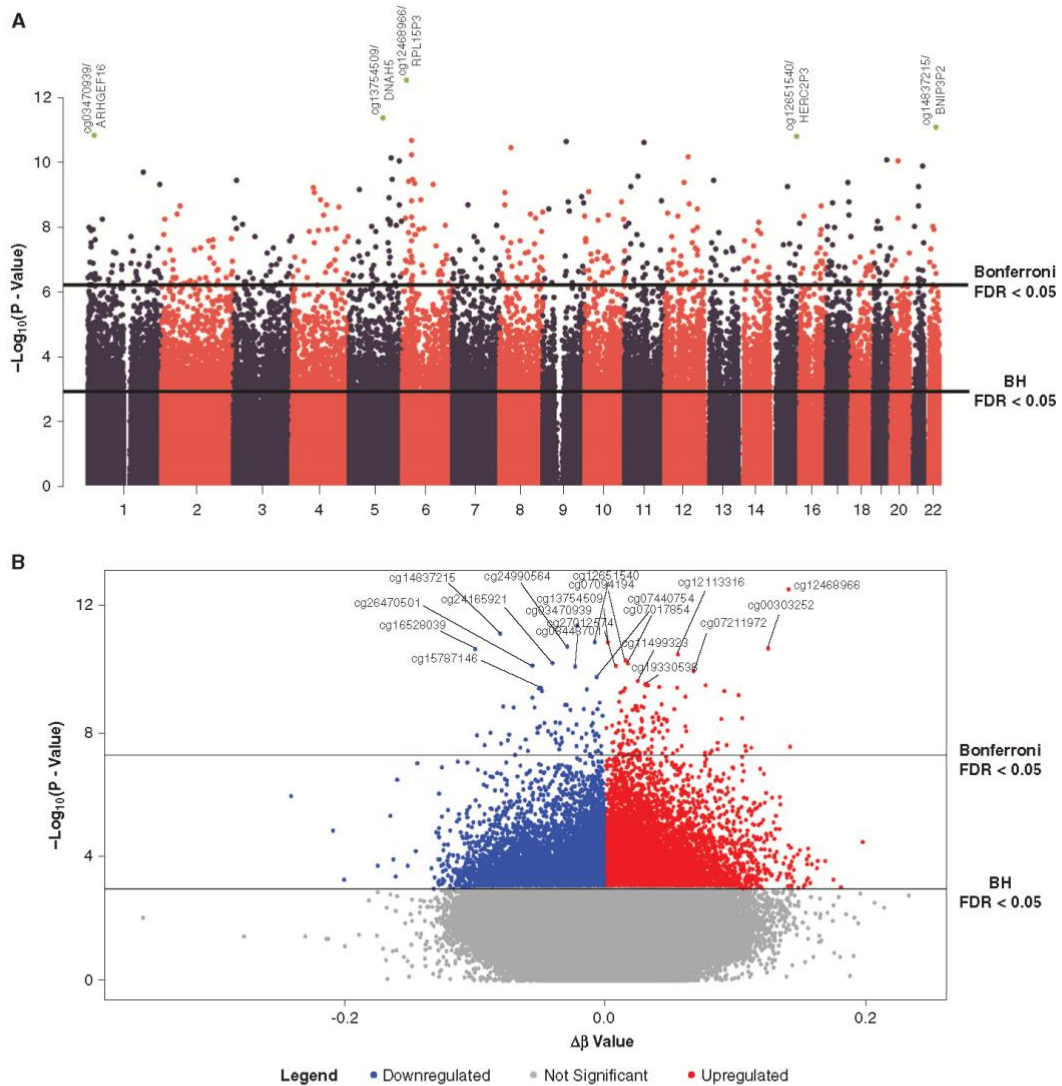 A
cg03470939/
ARHGEF16
cg13754509/
DNAH5
cg12468966/
RPL15P3
cg12651540/
HERC2P3
cg14837215/
BNIP3P2
12
10
8
6
4
2
0
−Log10(P - Value)
Bonferroni
FDR < 0.05
BH
FDR < 0.05
1 2 3 4 5 6 7 8 9 10 11 12 14 16 18 20 22
B
cg14837215
cg24990564
cg12651540
cg07094194
cg12113316
cg12468966
cg26470501
cg24165921
cg13754509
cg07440754
cg00303252
cg03470939
cg07017854
cg16528039
cg27012574
cg07211972
cg11499323
cg15787146
12
8
4
0
−Log10(P - Value)
Bonferroni
FDR < 0.05
BH
FDR < 0.05
-0.2 0.0 0.2
Δβ Value
Legend Downregulated Not Significant Upregulated